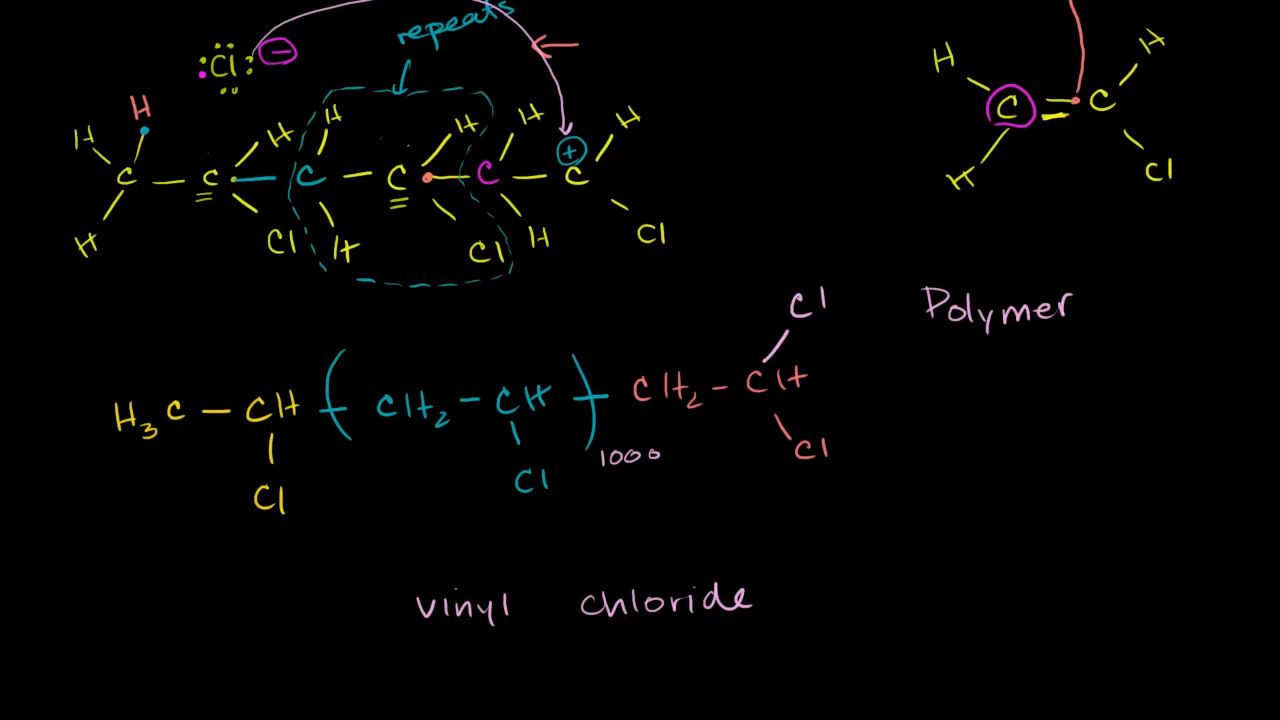 repeats
Cl −
H H H H H H H
C — C — C — C — C — C +
H Cl H Cl H Cl
H H
C = C
H Cl
Polymer
Cl
H3C — CH — ( CH2 — CH )1000 — CH2 — CH
Cl Cl Cl
vinyl chloride